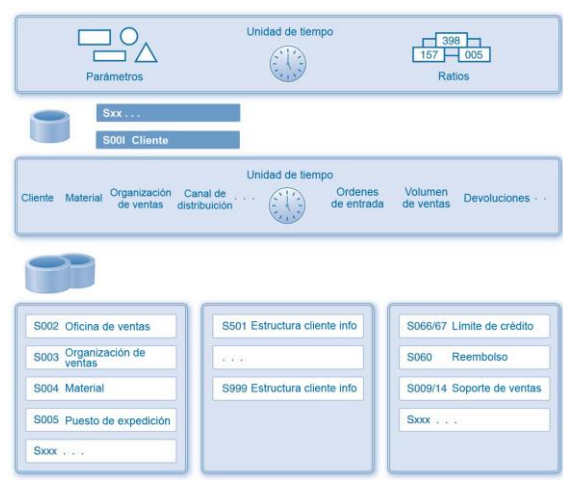 Unidad de tiempo
398
157 005
Parámetros
Ratios
Sxx . . .
S00I Cliente
Unidad de tiempo
Cliente Material Organización de ventas Canal de distribuición . . . Ordenes de entrada Volumen de ventas Devoluciones . .
S002 Oficina de ventas
S003 Organización de ventas
S004 Material
S005 Puesto de expedición
Sxxx . . .
S501 Estructura cliente info
. . .
S999 Estructura cliente info
S066/67 Límite de crédito
S060 Reembolso
S009/14 Soporte de ventas
Sxxx . . .